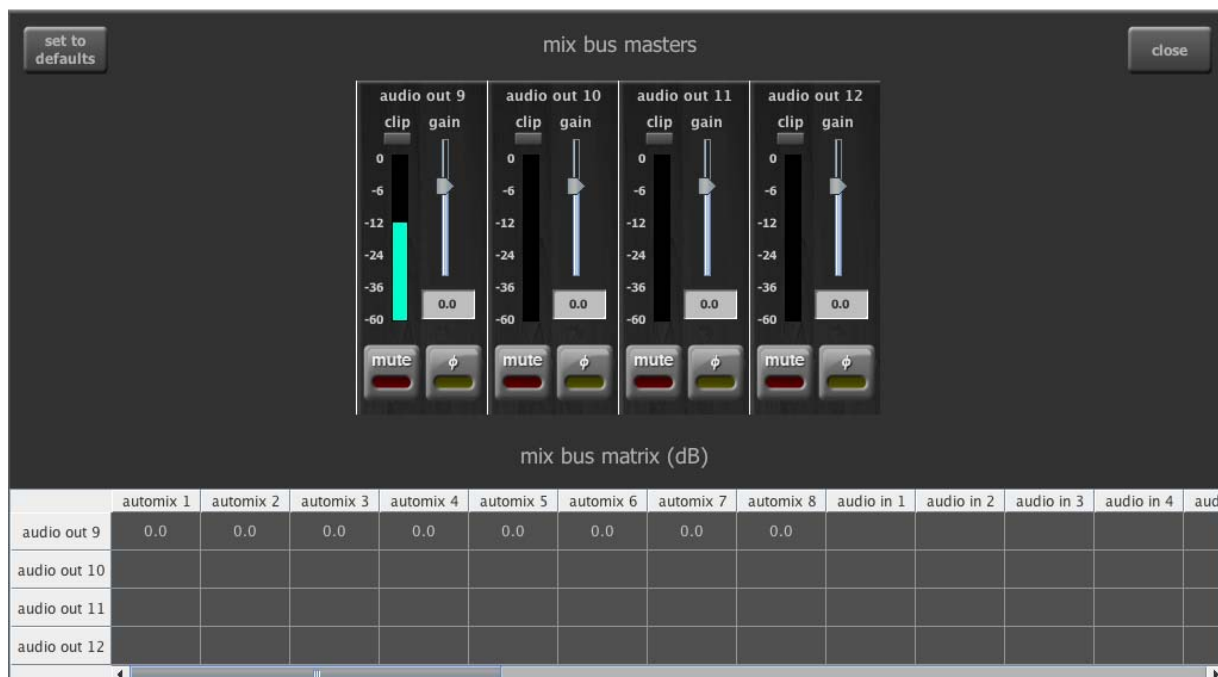 set to
defaults
mix bus masters
close
audio out 9 audio out 10 audio out 11 audio out 12
clip gain clip gain clip gain clip gain
0 0 0 0
-6 -6 -6 -6
-12 -12 -12 -12
-24 -24 -24 -24
-36 -36 -36 -36
0.0 0.0 0.0 0.0
-60 -60 -60 -60
mute ϕ mute ϕ mute ϕ mute ϕ
mix bus matrix (dB)
automix 1 automix 2 automix 3 automix 4 automix 5 automix 6 automix 7 automix 8 audio in 1 audio in 2 audio in 3 audio in 4 aud
audio out 9 0.0 0.0 0.0 0.0 0.0 0.0 0.0 0.0
audio out 10
audio out 11
audio out 12